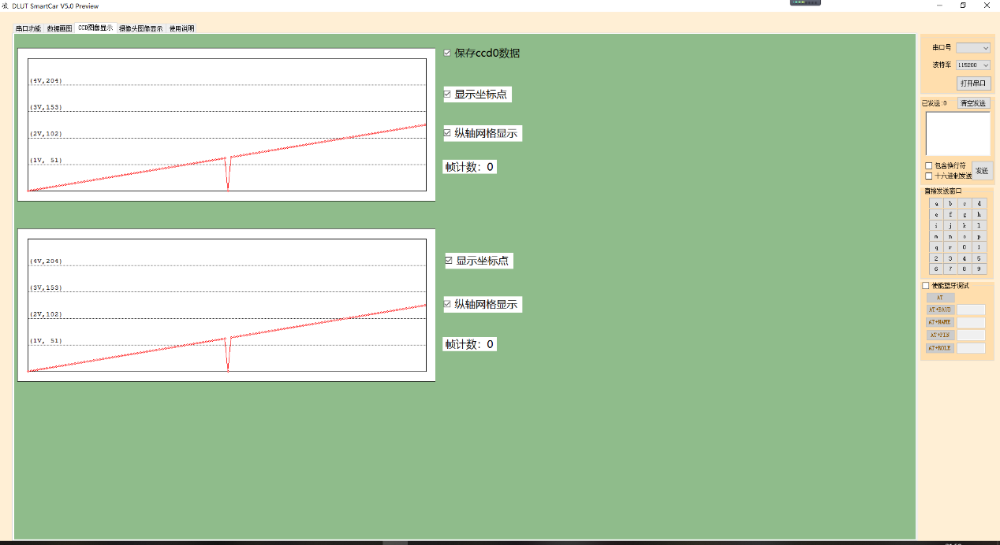 DLUT SmartCar V5.0 Preview
串口功能 数据画图 CCD图像显示 摄像头图像显示 使用说明
(4V,204)
(3V,153)
(2V,102)
(1V, 51)
保存ccd0数据
显示坐标点
纵轴网格显示
帧计数：0
(4V,204)
(3V,153)
(2V,102)
(1V, 51)
显示坐标点
纵轴网格显示
帧计数：0
串口号
波特率 115200
打开串口
已发送:0 清空发送
包含换行符
十六进制发送
发送
直接发送窗口
a b c d
e f g h
i j k l
m n o p
q r 0 1
2 3 4 5
6 7 8 9
使能蓝牙调试
AT
AT+BAUD
AT+NAME
AT+PIN
AT+ROLE